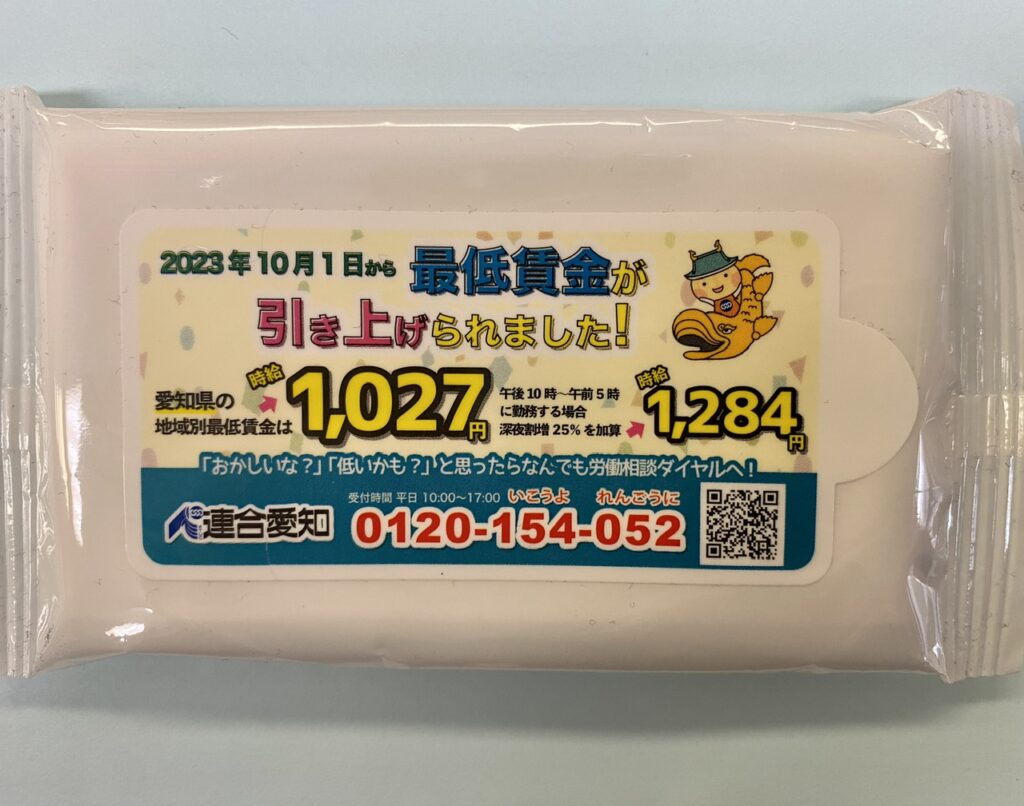 2023年10月1日から 最低賃金が
引き上げられました!
愛知県の
地域別最低賃金は
時給
1,027円
午後10時~午前5時
に勤務する場合
深夜割増25%を加算
時給
1,284円
「おかしいな?」「低いかも?」と思ったらなんでも労働相談ダイヤルへ!
連合愛知
受付時間 平日 10:00~17:00 いこうよ れんごうに
0120-154-052